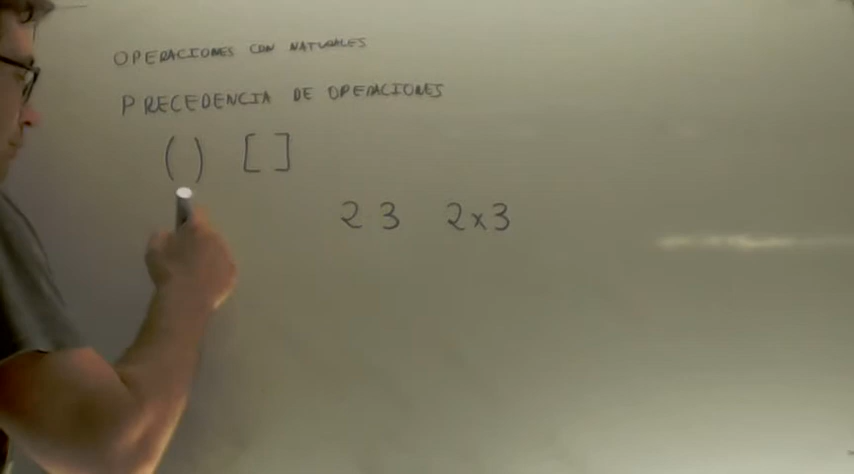 OPERACIONES CON NATURALES
PRECEDENCIA DE OPERACIONES
( ) [ ]
2 3 2x3